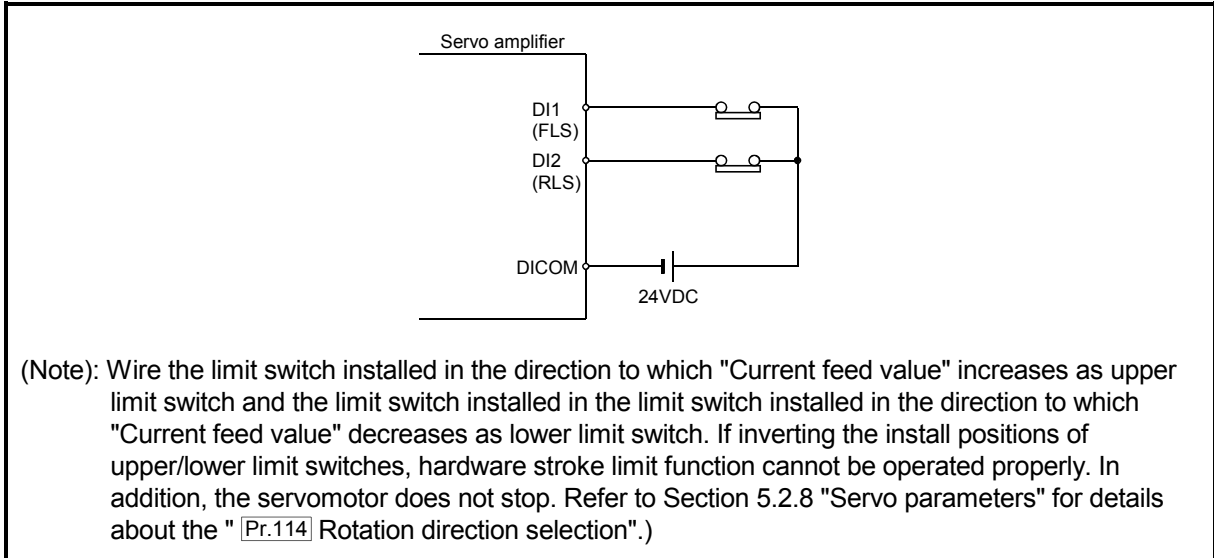 Servo amplifier
DI1
(FLS)
DI2
(RLS)
DICOM
24VDC
(Note): Wire the limit switch installed in the direction to which "Current feed value" increases as upper
limit switch and the limit switch installed in the limit switch installed in the direction to which
"Current feed value" decreases as lower limit switch. If inverting the install positions of
upper/lower limit switches, hardware stroke limit function cannot be operated properly. In
addition, the servomotor does not stop. Refer to Section 5.2.8 "Servo parameters" for details
about the " Pr.114 Rotation direction selection".)